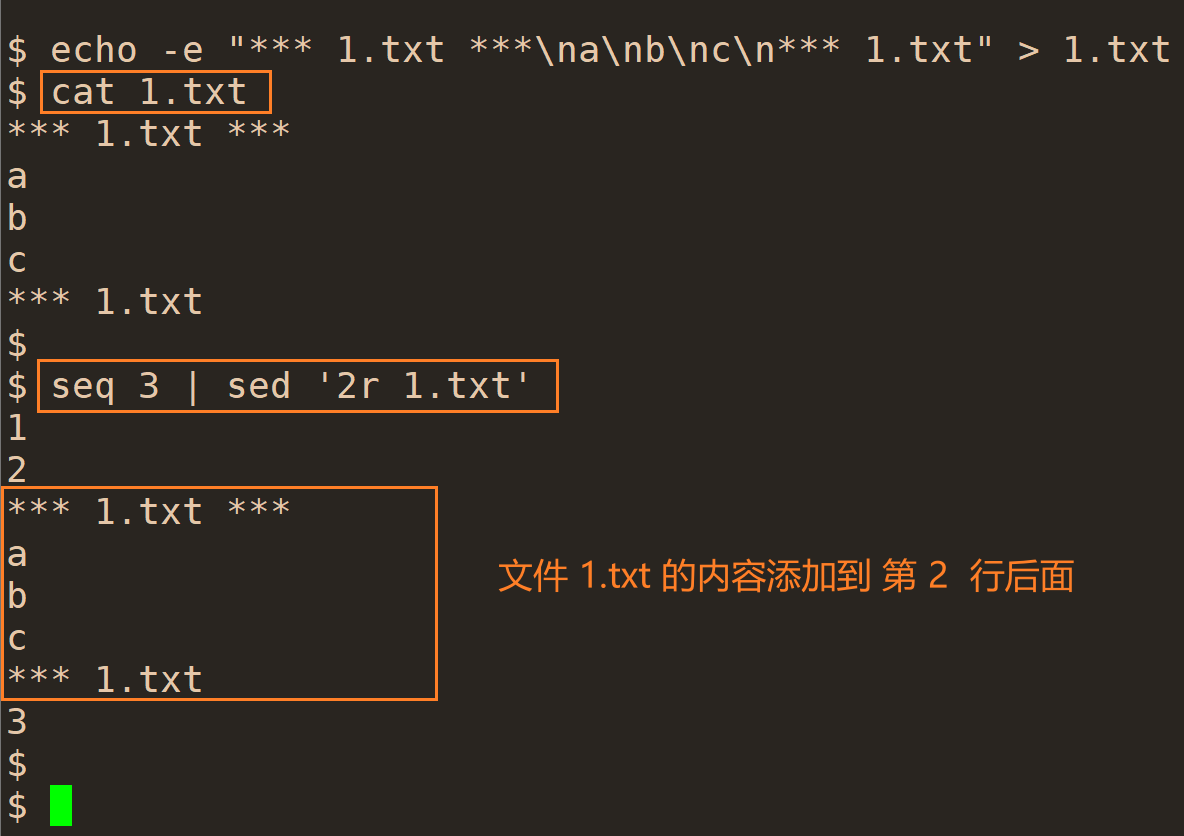 $ echo -e "*** 1.txt ***\na\nb\nc\n*** 1.txt" > 1.txt
$ cat 1.txt
*** 1.txt ***
a
b
c
*** 1.txt
$
$ seq 3 | sed '2r 1.txt'
1
2
*** 1.txt ***
a
文件 1.txt 的内容添加到 第 2 行后面
b
c
*** 1.txt
3
$
$